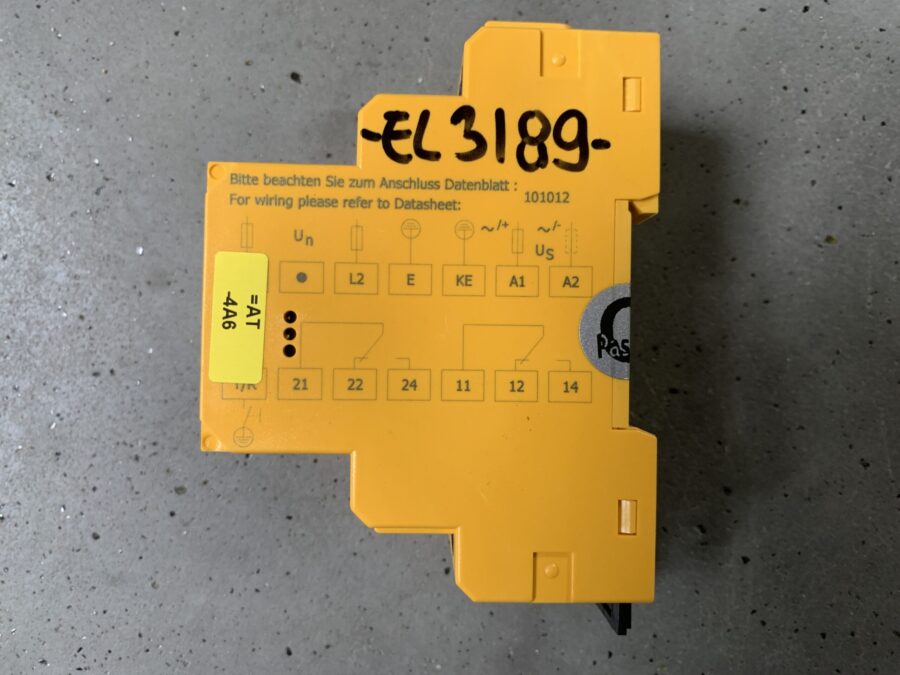 -EL3189-
Bitte beachten Sie zum Anschluss Datenblatt :
For wiring please refer to Datasheet: 101012
Un ~/+ ~/-
Us
L2 E KE A1 A2
=AT
-4A6
Pas
T/R 21 22 24 11 12 14